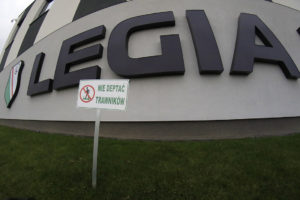 LEGIA
NIE DEPTAĆ
TRAWNIKÓW